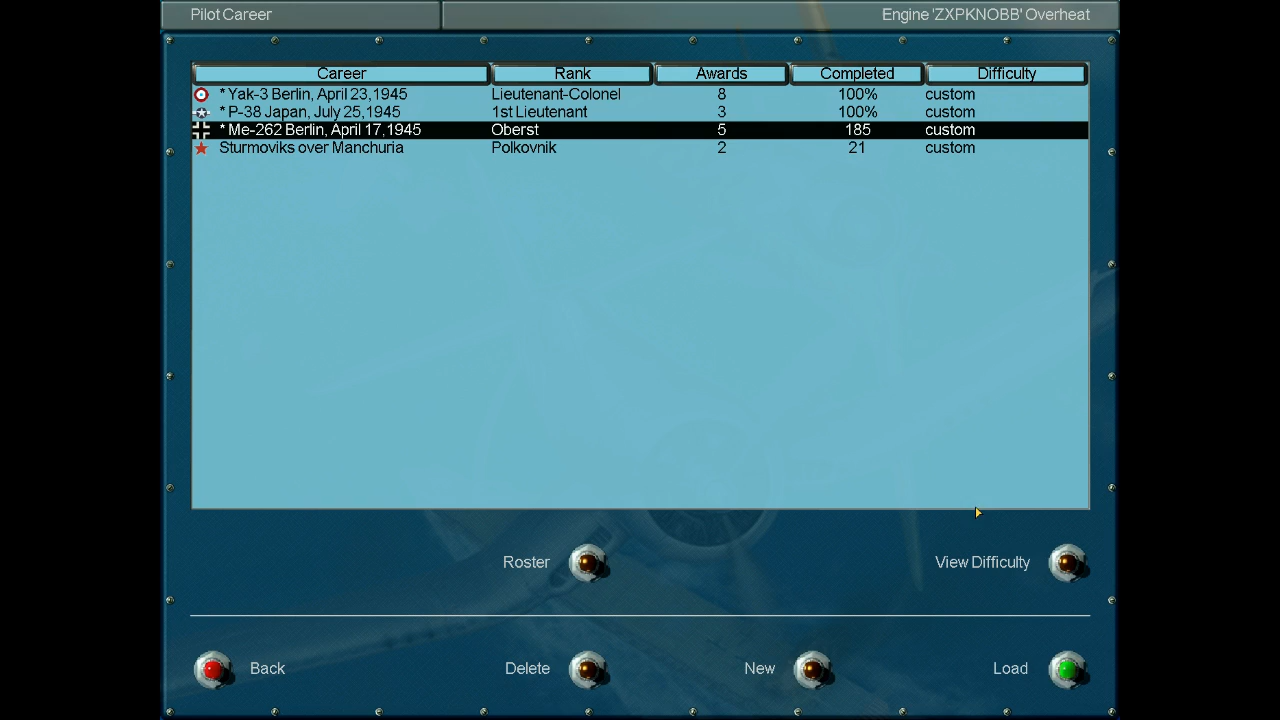 Pilot Career Engine 'ZXPKNOBB' Overheat
Career Rank Awards Completed Difficulty
* Yak-3 Berlin, April 23,1945 Lieutenant-Colonel 8 100% custom
* P-38 Japan, July 25,1945 1st Lieutenant 3 100% custom
* Me-262 Berlin, April 17,1945 Oberst 5 185 custom
Sturmoviks over Manchuria Polkovnik 2 21 custom
Roster View Difficulty
Back Delete New Load